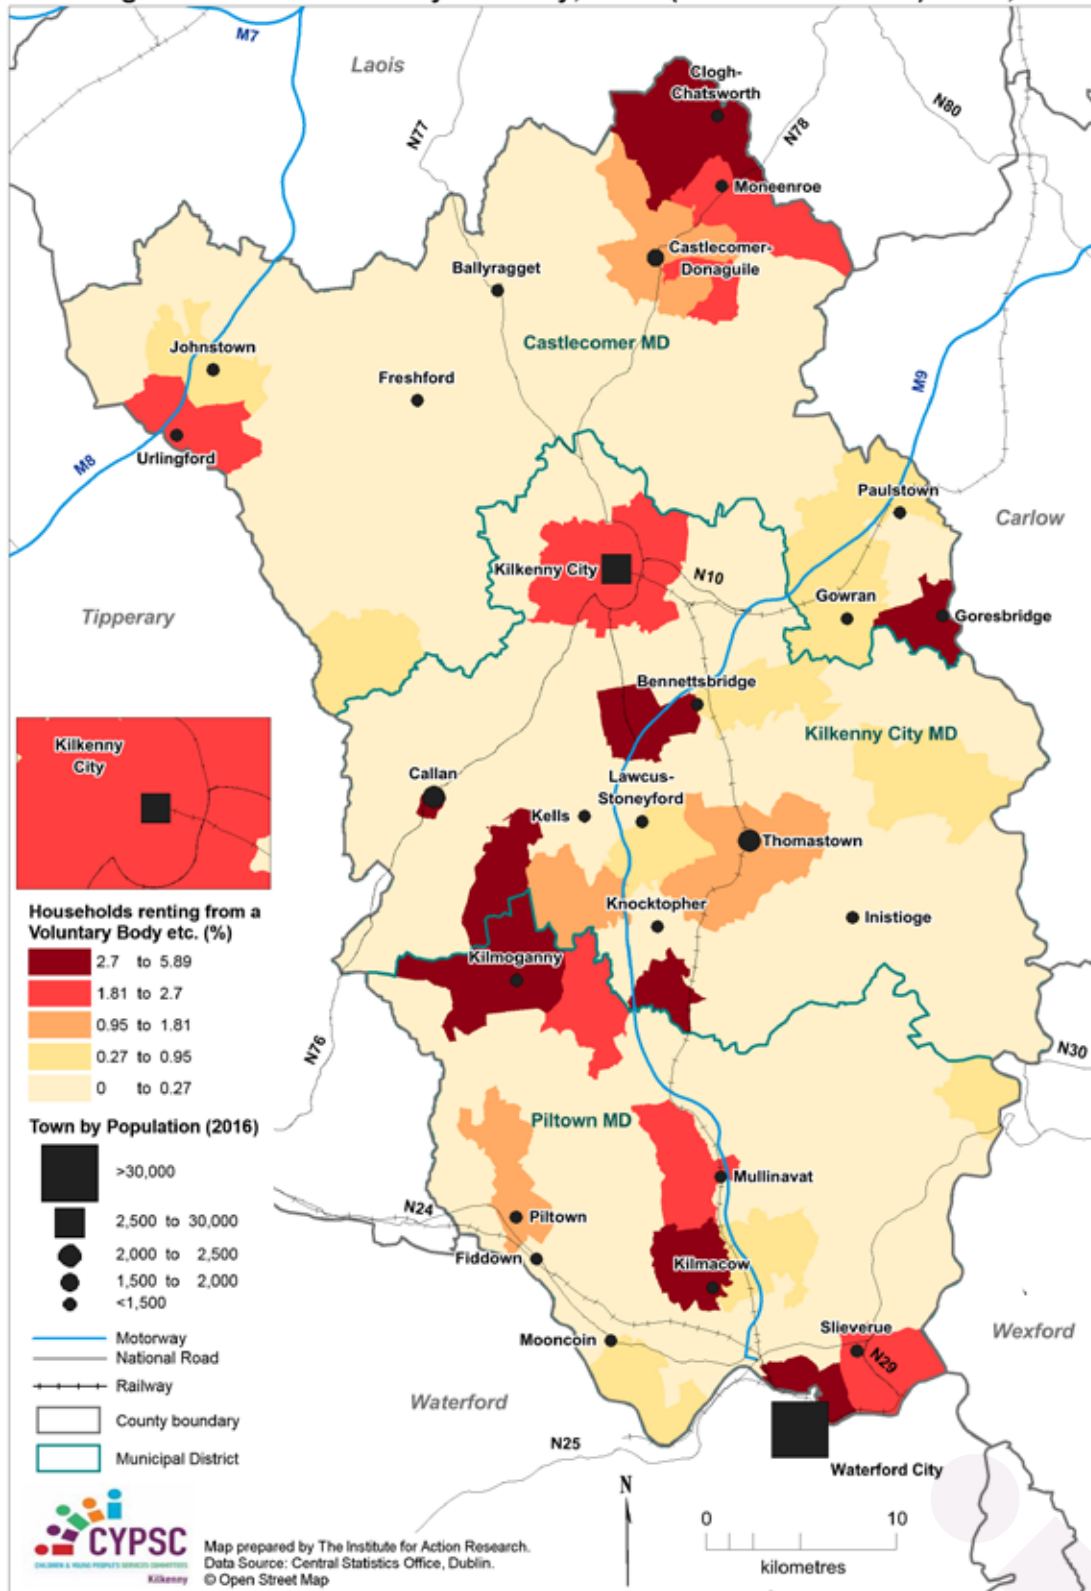 M7
Laois
N77
N78
N80
Clogh-
Chatsworth
Moneenroe
Castlecomer-
Donaguile
Ballyragget
Castlecomer MD
Johnstown
Freshford
Urlingford
M8
M9
Paulstown
Carlow
Kilkenny City
N10
Gowran
Goresbridge
Tipperary
Bennettsbridge
Kilkenny City MD
Kilkenny
City
Callan
Lawcus-
Stoneyford
Kells
Thomastown
Knocktopher
Inistioge
Kilmoganny
Households renting from a
Voluntary Body etc. (%)
2.7 to 5.89
1.81 to 2.7
0.95 to 1.81
0.27 to 0.95
0 to 0.27
N76
N30
Piltown MD
Town by Population (2016)
>30,000
2,500 to 30,000
2,000 to 2,500
1,500 to 2,000
<1,500
Mullinavat
N24
Piltown
Fiddown
Kilmacow
Mooncoin
Slieverue
N29
Wexford
Motorway
National Road
Railway
County boundary
Municipal District
Waterford
N25
Waterford City
N
0 10
kilometres
CYPSC
CHILDREN & YOUNG PEOPLE'S SERVICES COMMITTEES
Kilkenny
Map prepared by The Institute for Action Research.
Data Source: Central Statistics Office, Dublin.
© Open Street Map